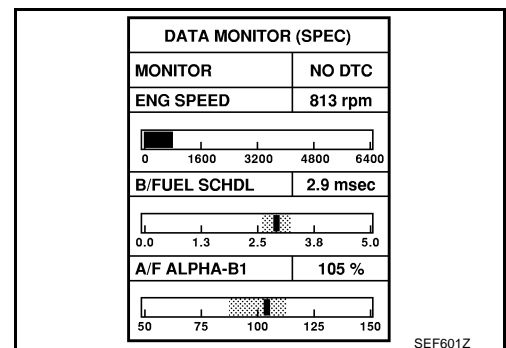 DATA MONITOR (SPEC)
MONITOR NO DTC
ENG SPEED 813 rpm
0 1600 3200 4800 6400
B/FUEL SCHDL 2.9 msec
0.0 1.3 2.5 3.8 5.0
A/F ALPHA-B1 105 %
50 75 100 125 150
SEF601Z